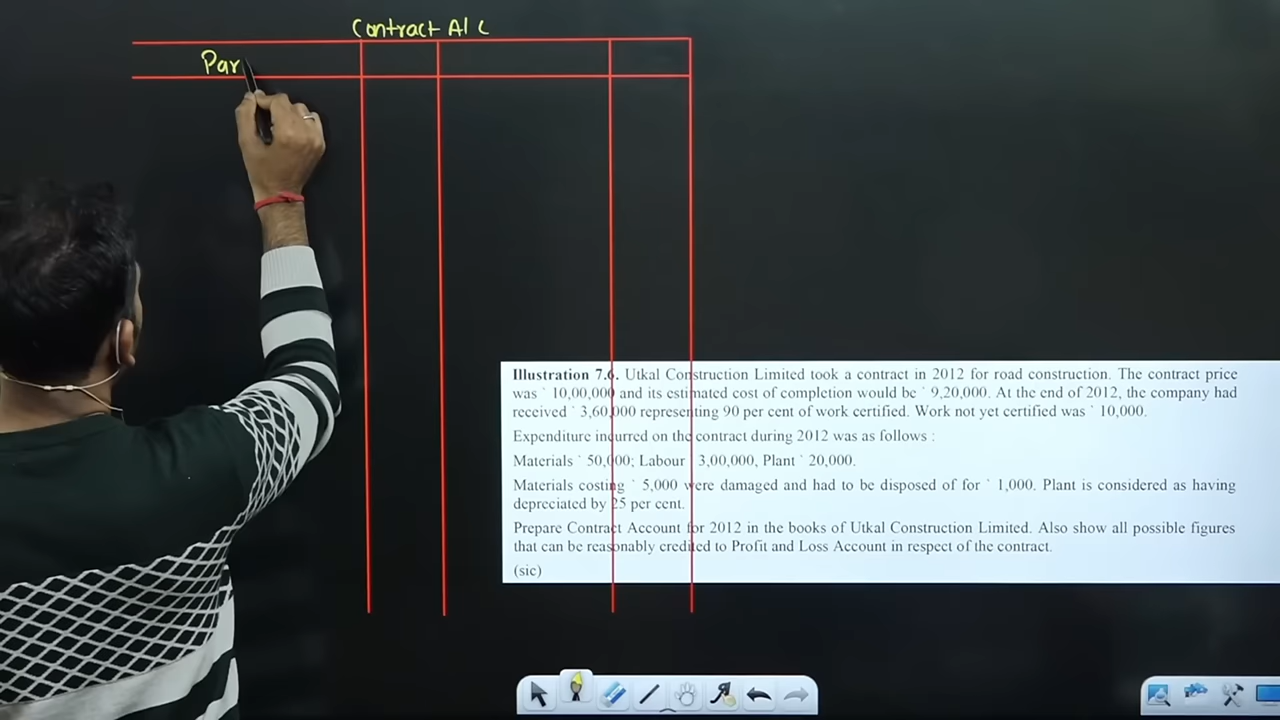 Contract A/C
Par
Illustration 7.6. Utkal Construction Limited took a contract in 2012 for road construction. The contract price
was ` 10,00,000 and its estimated cost of completion would be ` 9,20,000. At the end of 2012, the company had
received ` 3,60,000 representing 90 per cent of work certified. Work not yet certified was ` 10,000.
Expenditure incurred on the contract during 2012 was as follows :
Materials ` 50,000; Labour ` 3,00,000, Plant ` 20,000.
Materials costing ` 5,000 were damaged and had to be disposed of for ` 1,000. Plant is considered as having
depreciated by 25 per cent.
Prepare Contract Account for 2012 in the books of Utkal Construction Limited. Also show all possible figures
that can be reasonably credited to Profit and Loss Account in respect of the contract.
(sic)